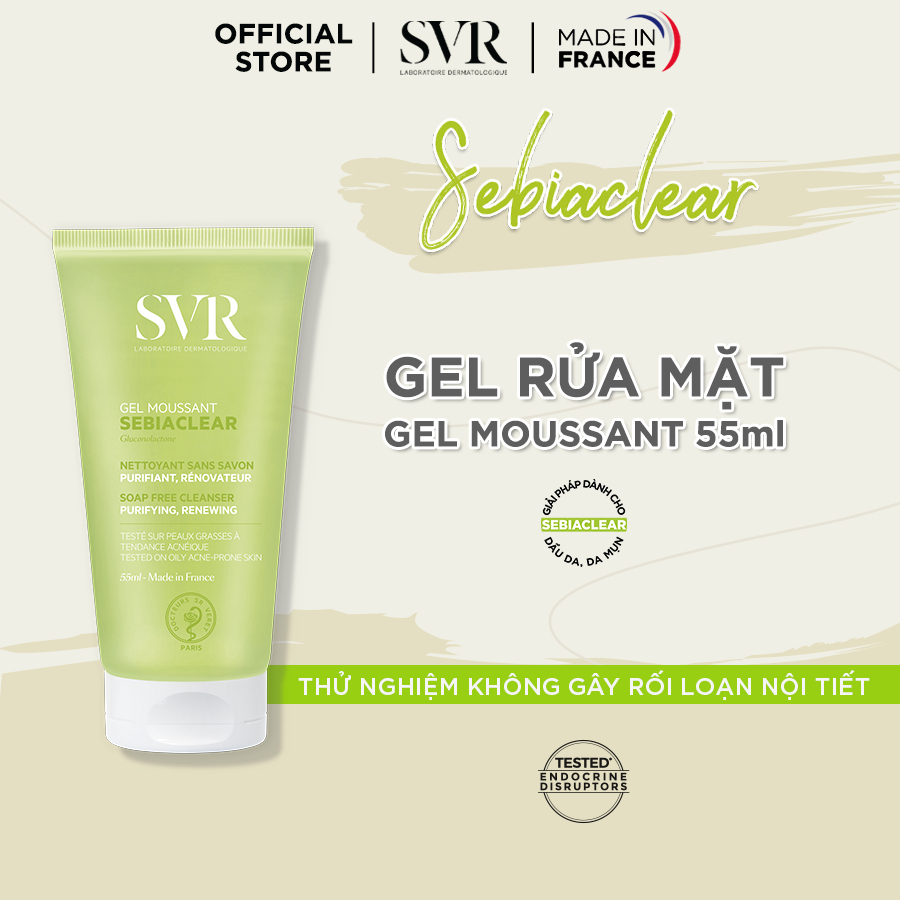 OFFICIAL
STORE
SVR
LABORATOIRE DERMATOLOGIQUE
MADE IN
FRANCE
Sebiaclear
SVR
LABORATOIRE DERMATOLOGIQUE
GEL MOUSSANT
SEBIACLEAR
Gluconolactone
NETTOYANT SANS SAVON
PURIFIANT, RÉNOVATEUR
SOAP FREE CLEANSER
PURIFYING, RENEWING
TESTÉ SUR PEAUX GRASSES À
TENDANCE ACNÉIQUE
TESTED ON OILY ACNE-PRONE SKIN
55ml - Made in France
DOCTEURS SR VERET
PARIS
GEL RỬA MẶT
GEL MOUSSANT 55ml
GIẢI PHÁP DÀNH CHO
SEBIACLEAR
DẦU DA, DA MỤN
THỬ NGHIỆM KHÔNG GÂY RỐI LOẠN NỘI TIẾT
TESTED*
ENDOCRINE
DISRUPTORS